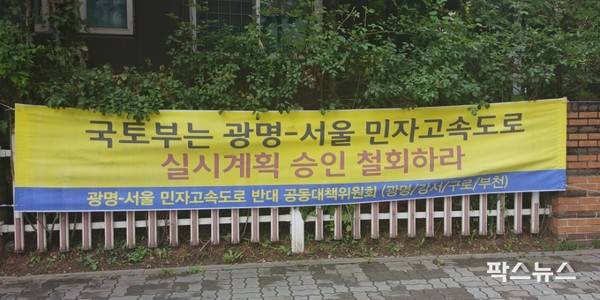 국토부는 광명-서울 민자고속도로
실시계획 승인 철회하라
광명-서울 민자고속도로 반대 공동대책위원회 (광명/강서/구로/부천)
팍스뉴스